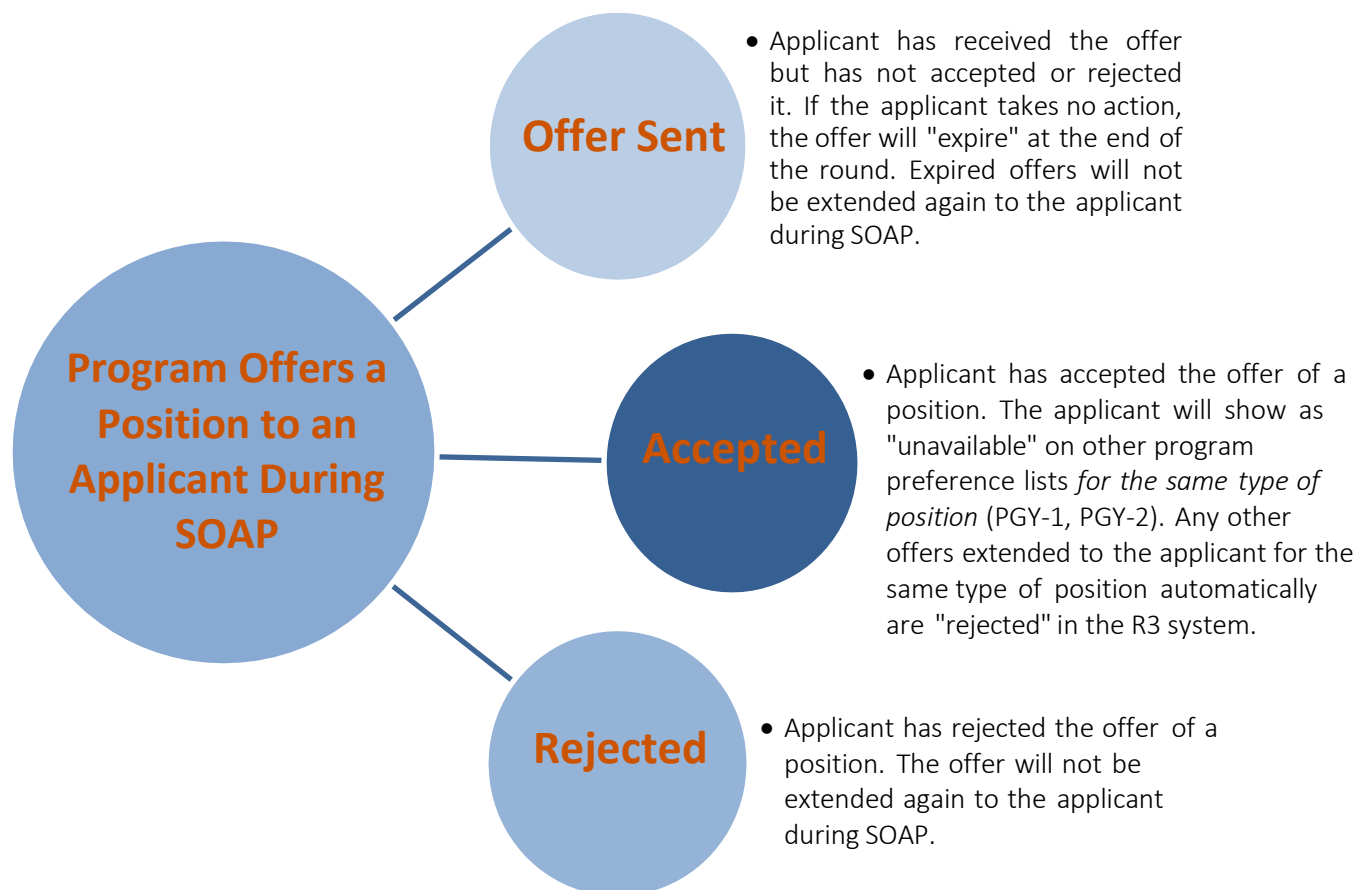 Program Offers a
Position to an
Applicant During
SOAP
Offer Sent
• Applicant has received the offer
but has not accepted or rejected
it. If the applicant takes no action,
the offer will "expire" at the end of
the round. Expired offers will not
be extended again to the applicant
during SOAP.
Accepted
• Applicant has accepted the offer of a
position. The applicant will show as
"unavailable" on other program
preference lists for the same type of
position (PGY-1, PGY-2). Any other
offers extended to the applicant for the
same type of position automatically
are "rejected" in the R3 system.
Rejected
• Applicant has rejected the offer of a
position. The offer will not be
extended again to the applicant
during SOAP.